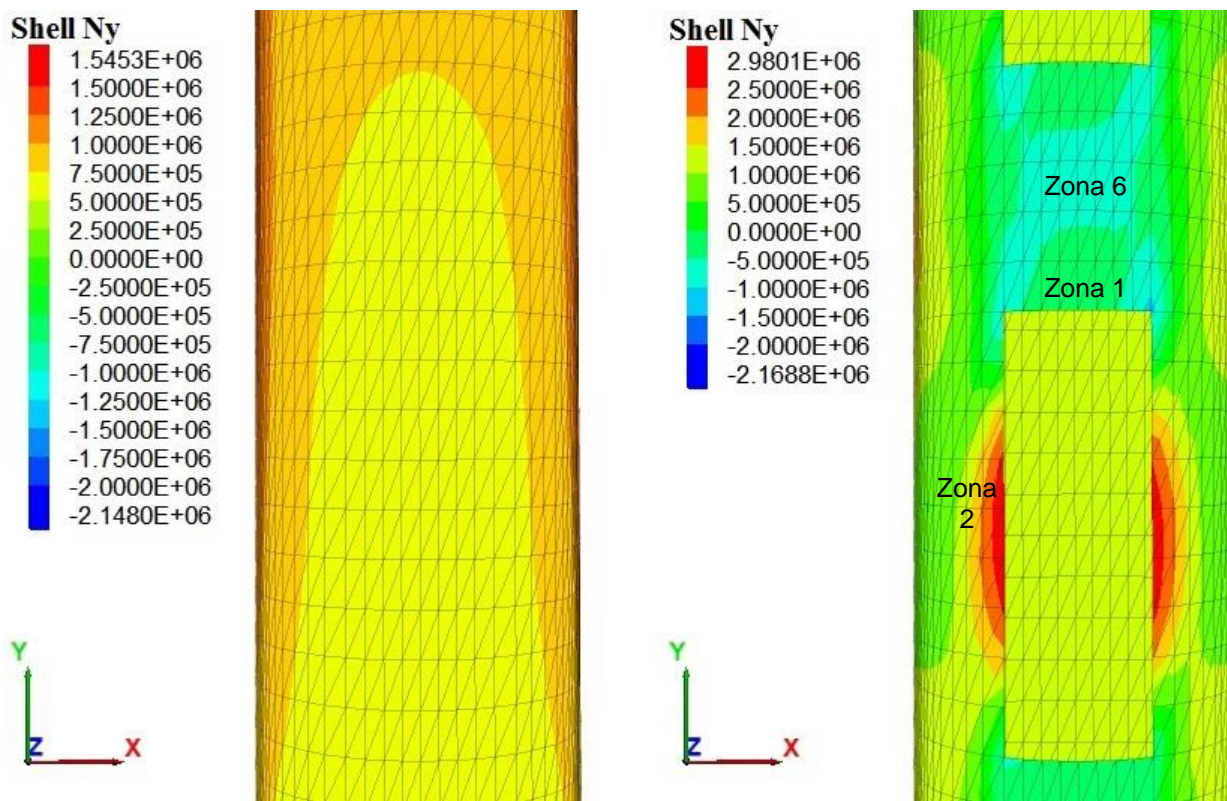 Shell Ny
1.5453E+06
1.5000E+06
1.2500E+06
1.0000E+06
7.5000E+05
5.0000E+05
2.5000E+05
0.0000E+00
-2.5000E+05
-5.0000E+05
-7.5000E+05
-1.0000E+06
-1.2500E+06
-1.5000E+06
-1.7500E+06
-2.0000E+06
-2.1480E+06
Y
Z
X
Shell Ny
2.9801E+06
2.5000E+06
2.0000E+06
1.5000E+06
1.0000E+06
5.0000E+05
0.0000E+00
-5.0000E+05
-1.0000E+06
-1.5000E+06
-2.0000E+06
-2.1688E+06
Zona 6
Zona 1
Zona
2
Y
Z
X